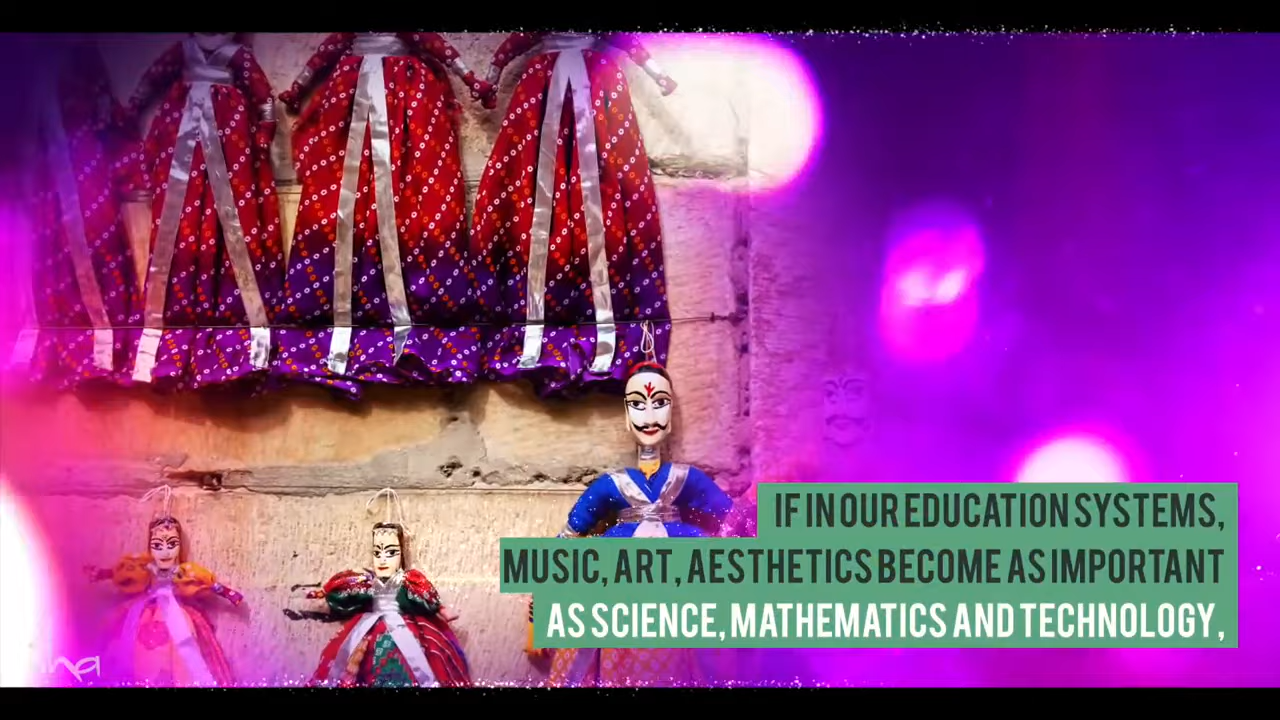 IF IN OUR EDUCATION SYSTEMS,
MUSIC, ART, AESTHETICS BECOME AS IMPORTANT
AS SCIENCE, MATHEMATICS AND TECHNOLOGY,